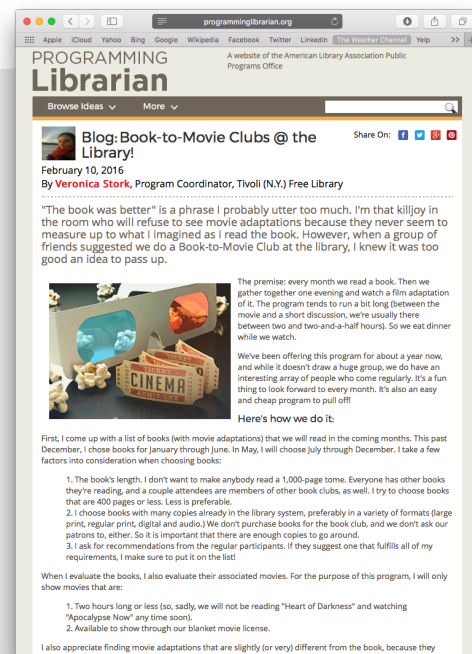 programminglibrarian.org
Apple iCloud Yahoo Bing Google Wikipedia Facebook Twitter LinkedIn The Weather Channel Yelp >>
PROGRAMMING
Librarian
A website of the American Library Association Public
Programs Office
Browse Ideas More
Blog: Book-to-Movie Clubs @ the
Library!
Share On:
February 10, 2016
By Veronica Stork, Program Coordinator, Tivoli (N.Y.) Free Library
"The book was better" is a phrase I probably utter too much. I'm that killjoy in
the room who will refuse to see movie adaptations because they never seem to
measure up to what I imagined as I read the book. However, when a group of
friends suggested we do a Book-to-Movie Club at the library, I knew it was too
good an idea to pass up.
TICKET
CINEMA
ADMIT ONE
The premise: every month we read a book. Then we
gather together one evening and watch a film adaptation
of it. The program tends to run a bit long (between the
movie and a short discussion, we're usually there
between two and two-and-a-half hours). So we eat dinner
while we watch.
We've been offering this program for about a year now,
and while it doesn't draw a huge group, we do have an
interesting array of people who come regularly. It's a fun
thing to look forward to every month. It's also an easy
and cheap program to pull off!
Here's how we do it:
First, I come up with a list of books (with movie adaptations) that we will read in the coming months. This past
December, I chose books for January through June. In May, I will choose July through December. I take a few
factors into consideration when choosing books:
1. The book's length. I don't want to make anybody read a 1,000-page tome. Everyone has other books
they're reading, and a couple attendees are members of other book clubs, as well. I try to choose books
that are 400 pages or less. Less is preferable.
2. I choose books with many copies already in the library system, preferably in a variety of formats (large
print, regular print, digital and audio.) We don't purchase books for the book club, and we don't ask our
patrons to, either. So it is important that there are enough copies to go around.
3. I ask for recommendations from the regular participants. If they suggest one that fulfills all of my
requirements, I make sure to put it on the list!
When I evaluate the books, I also evaluate their associated movies. For the purpose of this program, I will only
show movies that are:
1. Two hours long or less (so, sadly, we will not be reading "Heart of Darkness" and watching
"Apocalypse Now" any time soon).
2. Available to show through our blanket movie license.
I also appreciate finding movie adaptations that are slightly (or very) different from the book, because they